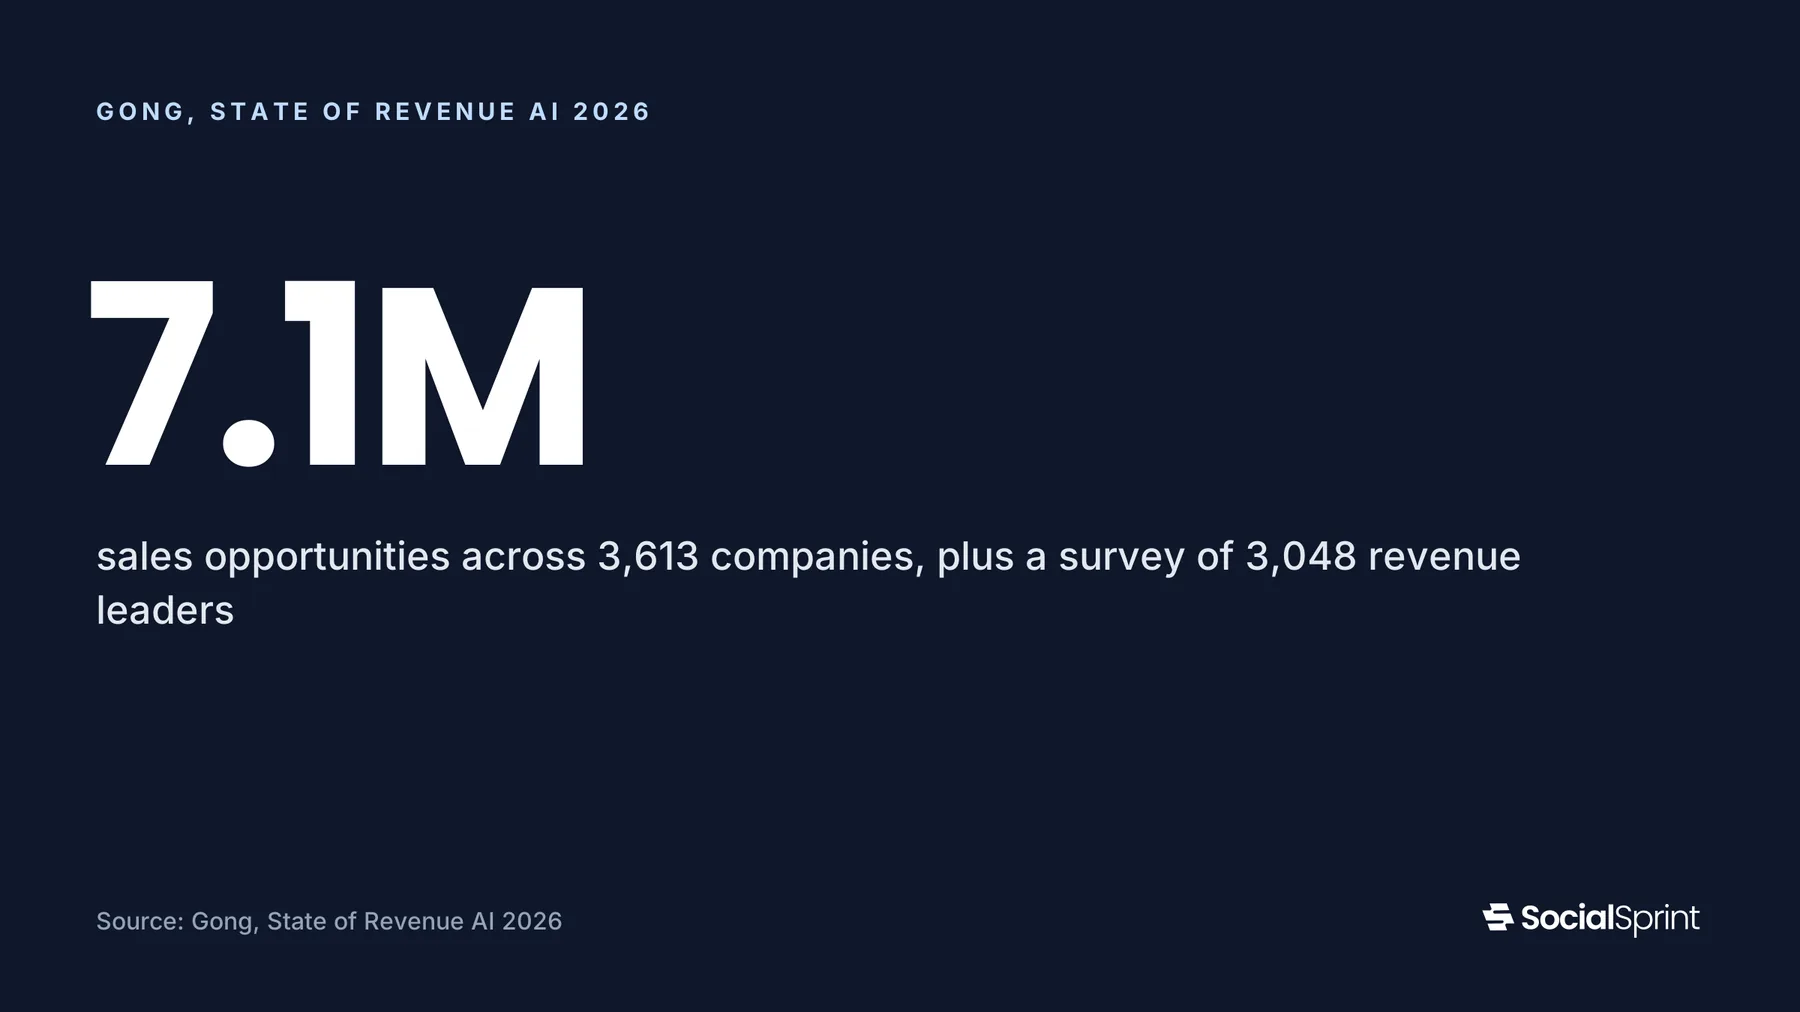 GONG, STATE OF REVENUE AI 2026
7.1M
sales opportunities across 3,613 companies, plus a survey of 3,048 revenue
leaders
Source: Gong, State of Revenue AI 2026
SocialSprint